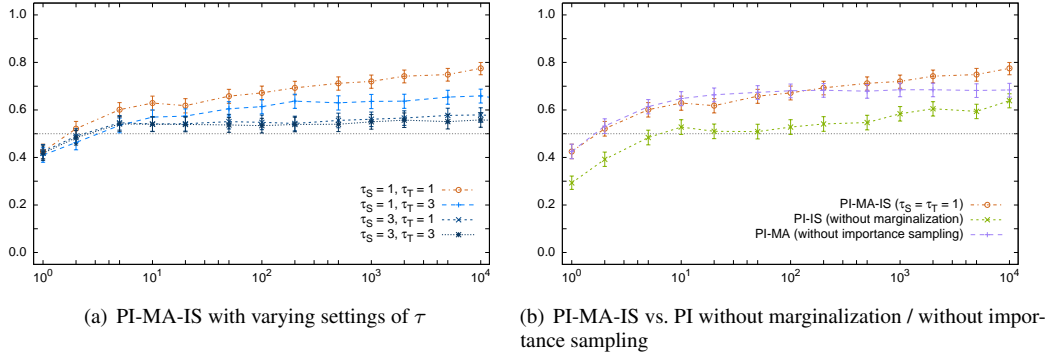 1.0
0.8
0.6
0.4
0.2
0.0
τS = 1, τT = 1
τS = 1, τT = 3
τS = 3, τT = 1
τS = 3, τT = 3
10^0 10^1 10^2 10^3 10^4
(a) PI-MA-IS with varying settings of τ
1.0
0.8
0.6
0.4
0.2
0.0
PI-MA-IS (τS = τT = 1)
PI-IS (without marginalization)
PI-MA (without importance sampling)
10^0 10^1 10^2 10^3 10^4
(b) PI-MA-IS vs. PI without marginalization / without impor-
tance sampling